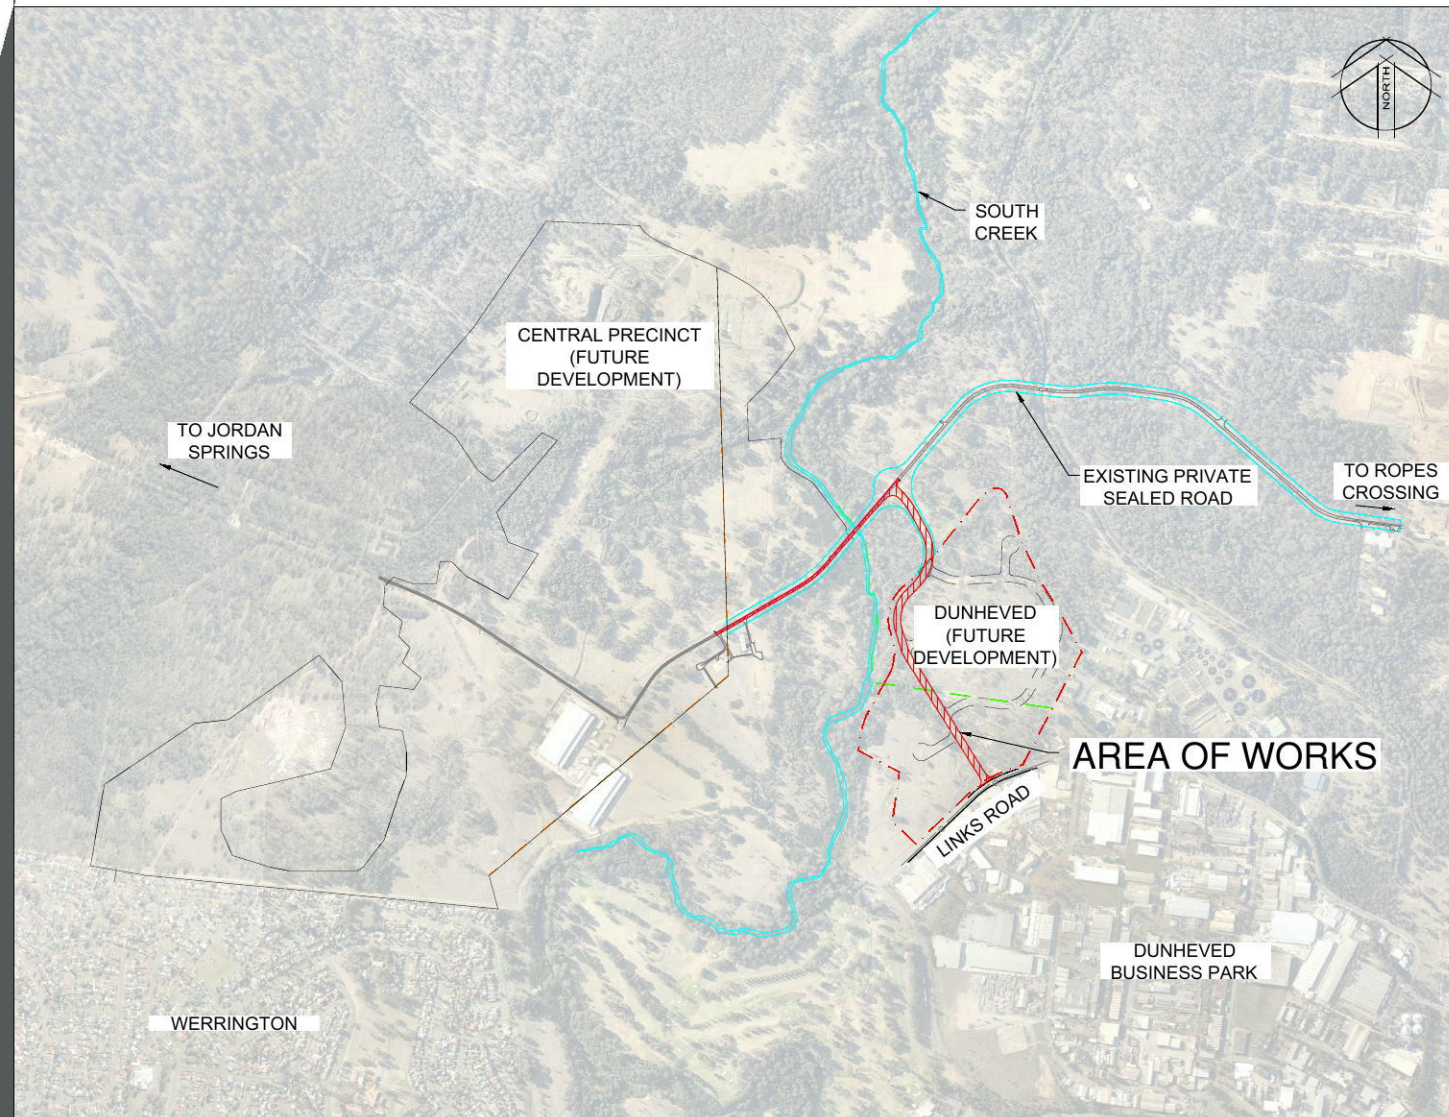 NORTH
SOUTH
CREEK
CENTRAL PRECINCT
(FUTURE
DEVELOPMENT)
TO JORDAN
SPRINGS
EXISTING PRIVATE
SEALED ROAD
TO ROPES
CROSSING
DUNHEVED
(FUTURE
DEVELOPMENT)
AREA OF WORKS
LINKS ROAD
DUNHEVED
BUSINESS PARK
WERRINGTON